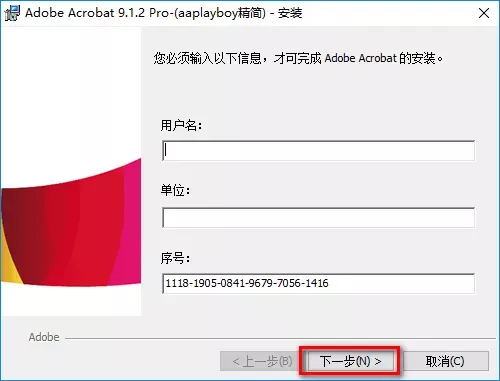 Adobe Acrobat 9.1.2 Pro-(aaplayboy精简) - 安装
您必须输入以下信息，才可完成 Adobe Acrobat 的安装。
用户名：
单位：
序号：
1118-1905-0841-9679-7056-1416
Adobe
< 上一步(B) 下一步(N) > 取消(C)